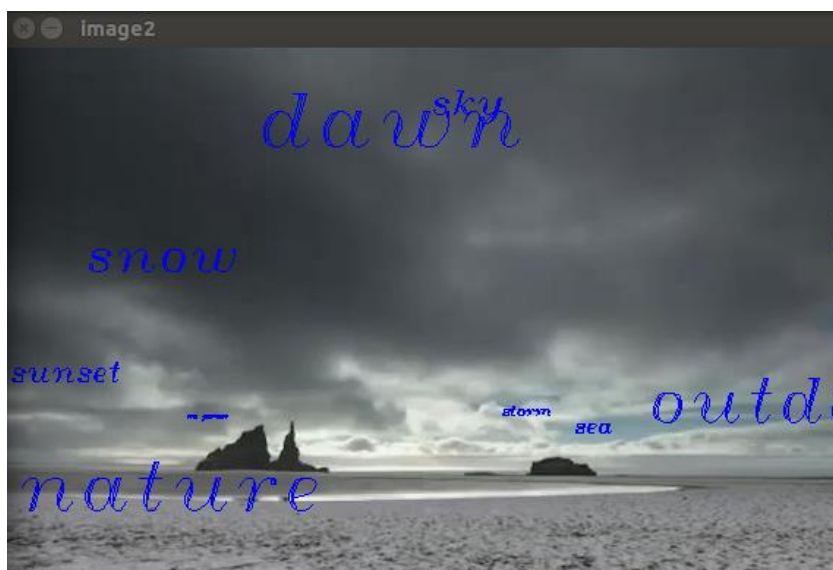 image2
sky
dawn
snow
sunset
storm
outd
sea
nature